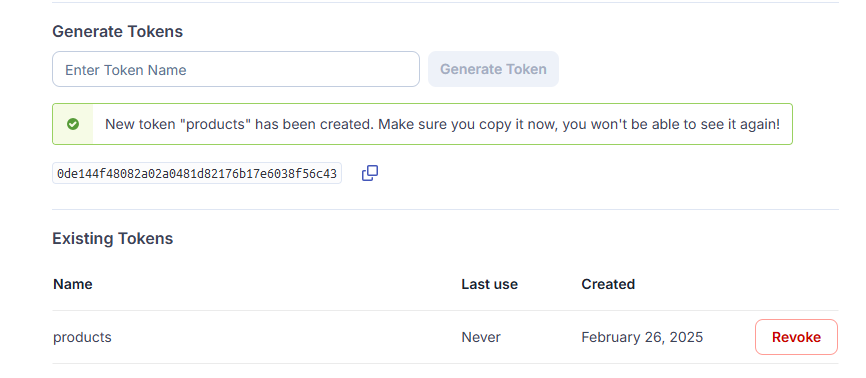 Generate Tokens
Enter Token Name
Generate Token
New token "products" has been created. Make sure you copy it now, you won't be able to see it again!
0de144f48082a02a0481d82176b17e6038f56c43
Existing Tokens
Name Last use Created
products Never February 26, 2025 Revoke